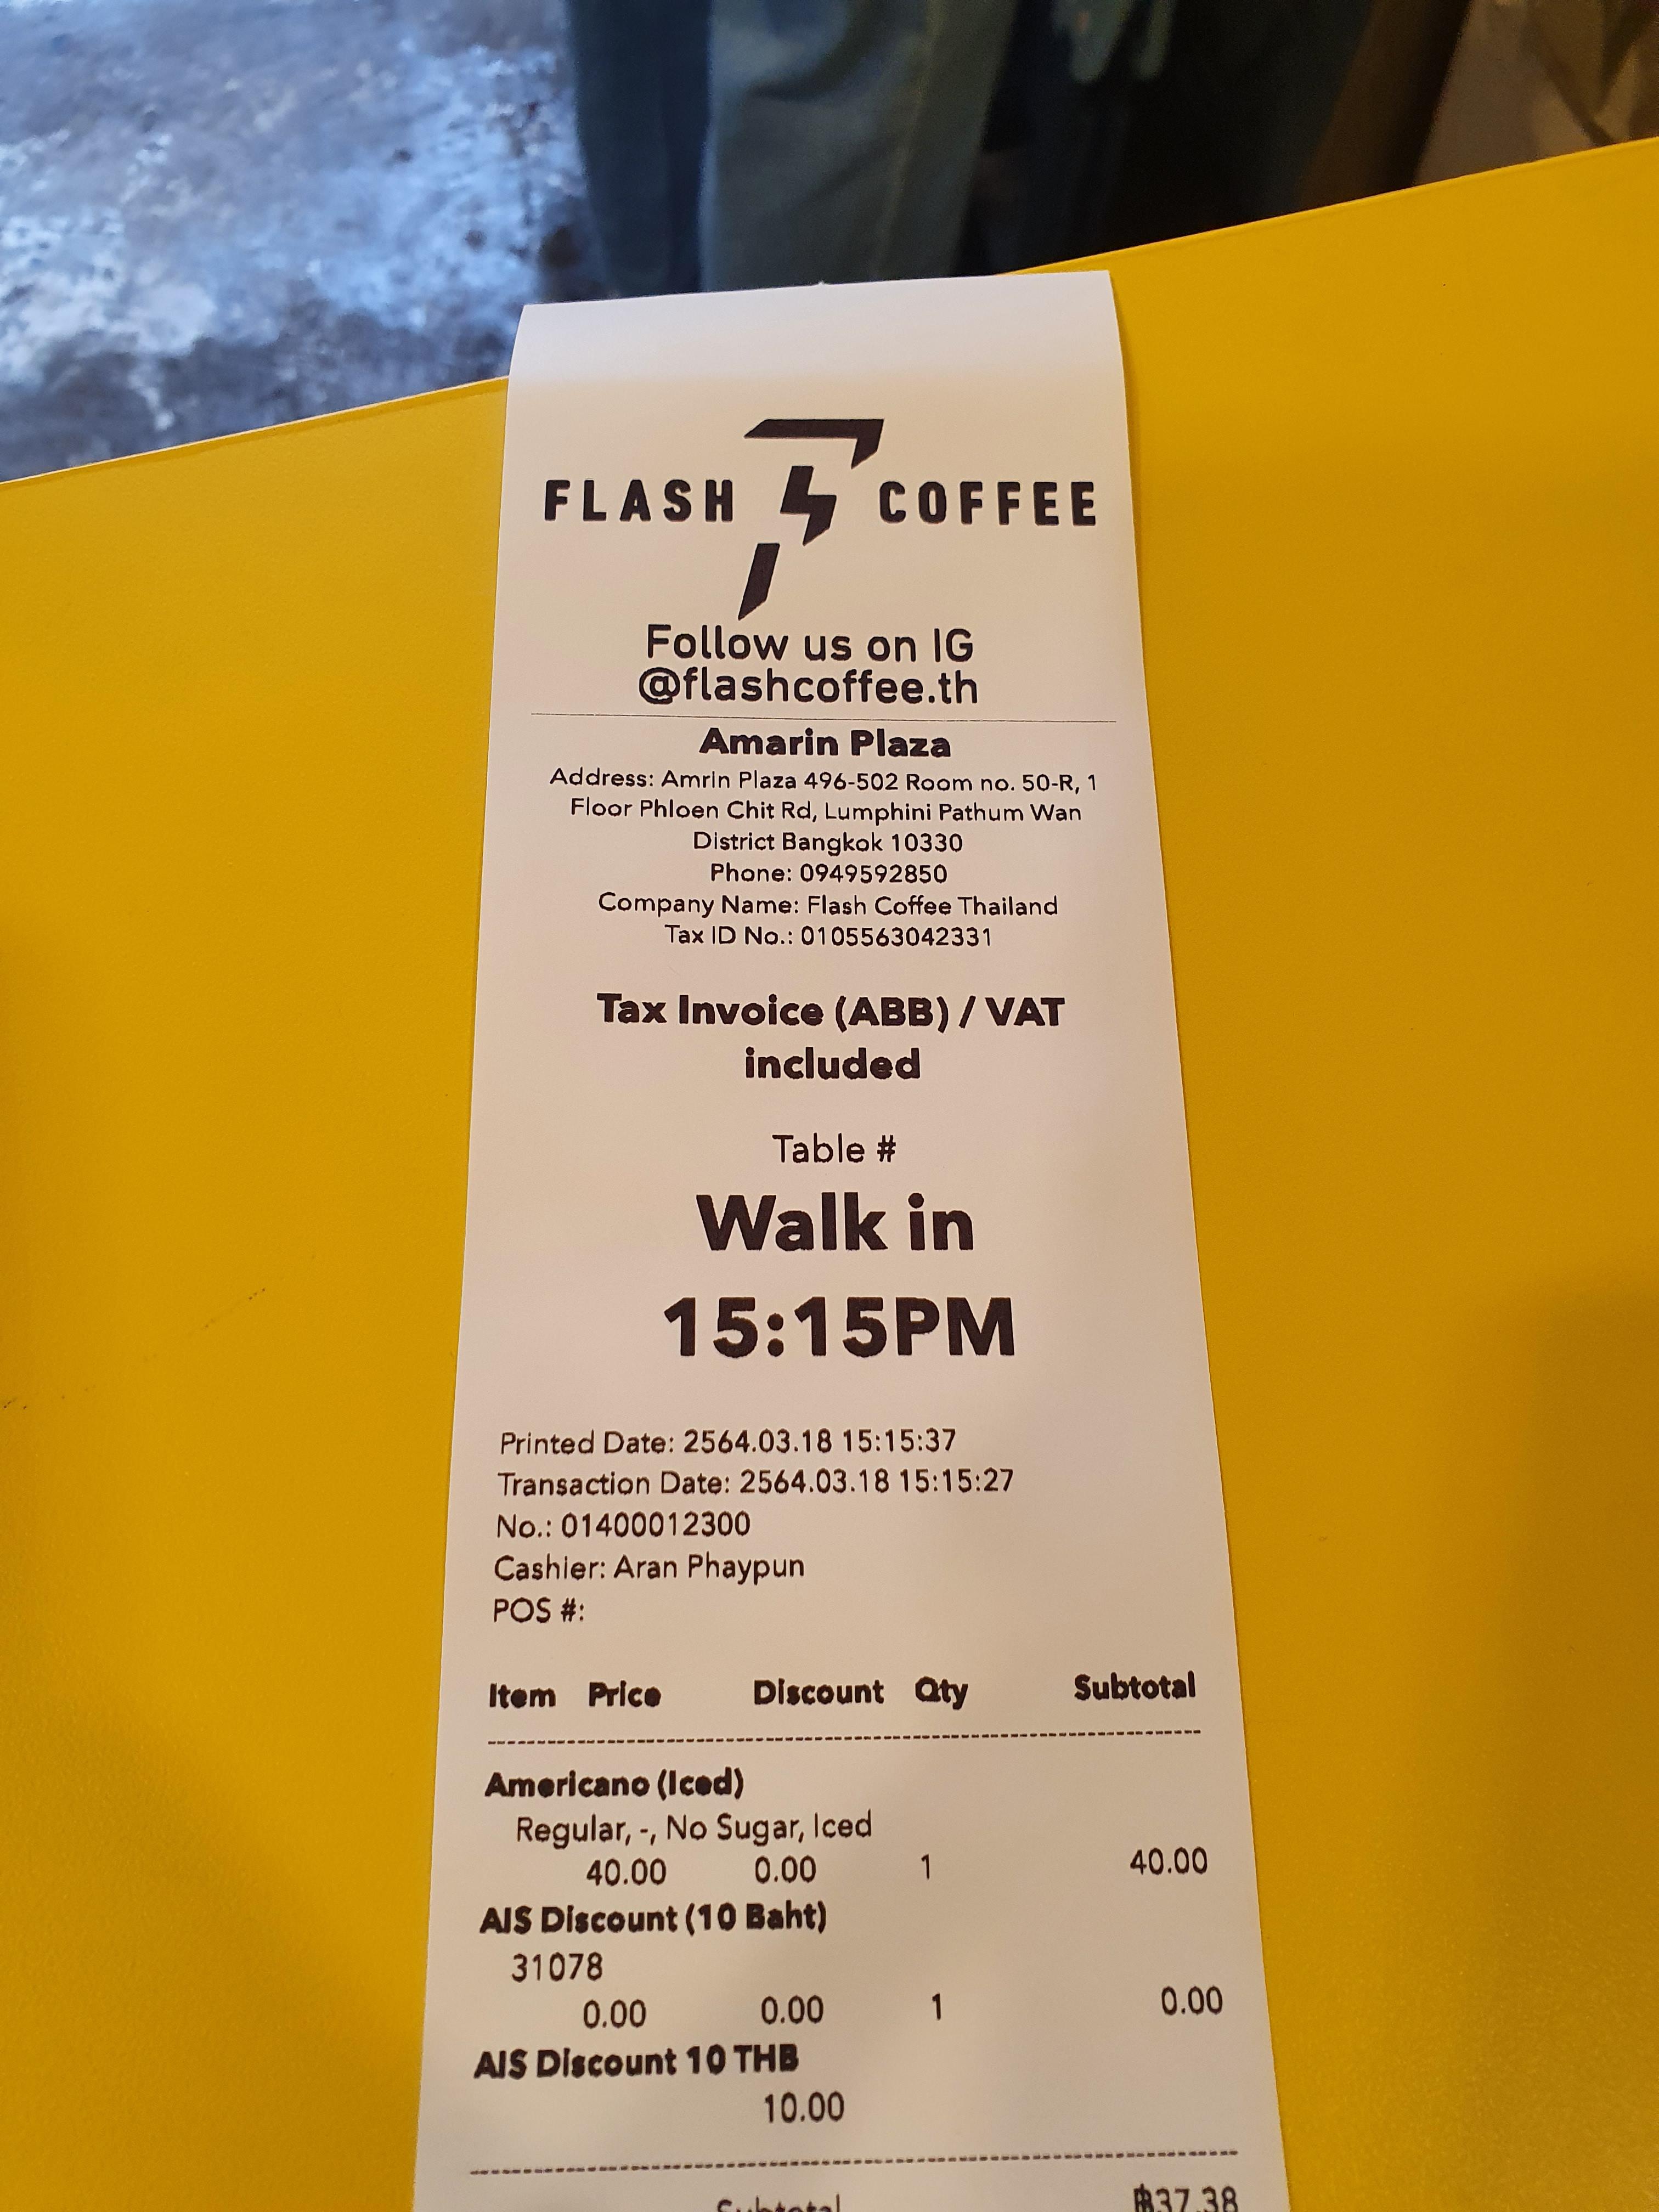 FLASH COFFEE
Follow us on IG
@flashcoffee.th
Amarin Plaza
Address: Amrin Plaza 496-502 Room no. 50-R, 1
Floor Phloen Chit Rd, Lumphini Pathum Wan
District Bangkok 10330
Phone: 0949592850
Company Name: Flash Coffee Thailand
Tax ID No.: 0105563042331
Tax Invoice (ABB) / VAT
included
Table #
Walk in
15:15PM
Printed Date: 2564.03.18 15:15:37
Transaction Date: 2564.03.18 15:15:27
No.: 01400012300
Cashier: Aran Phaypun
POS #:
Item Price Discount Qty Subtotal
Americano (Iced)
Regular, -, No Sugar, Iced
40.00 0.00 1 40.00
AIS Discount (10 Baht)
31078
0.00 0.00 1 0.00
AIS Discount 10 THB
10.00
Subtotal ฿37.38